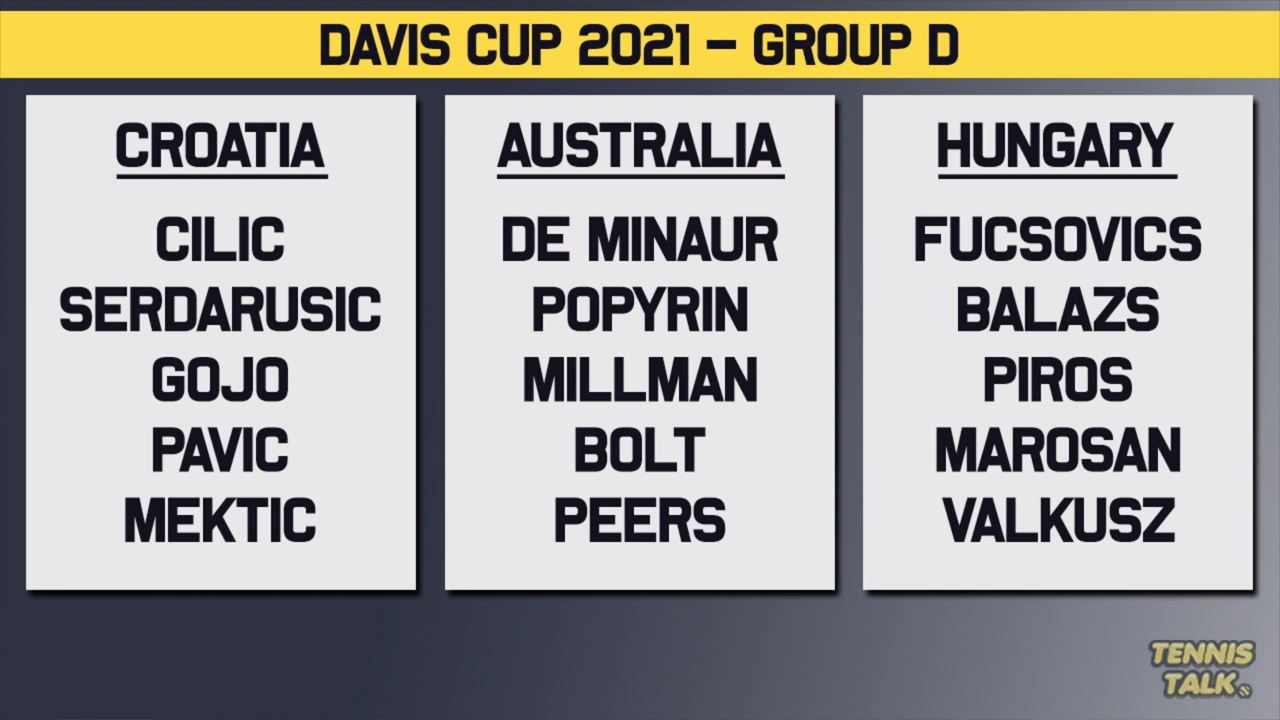 DAVIS CUP 2021 – GROUP D
CROATIA
CILIC
SERDARUSIC
GOJO
PAVIC
MEKTIC
AUSTRALIA
DE MINAUR
POPYRIN
MILLMAN
BOLT
PEERS
HUNGARY
FUCSOVICS
BALAZS
PIROS
MAROSAN
VALKUSZ
TENNIS
TALK